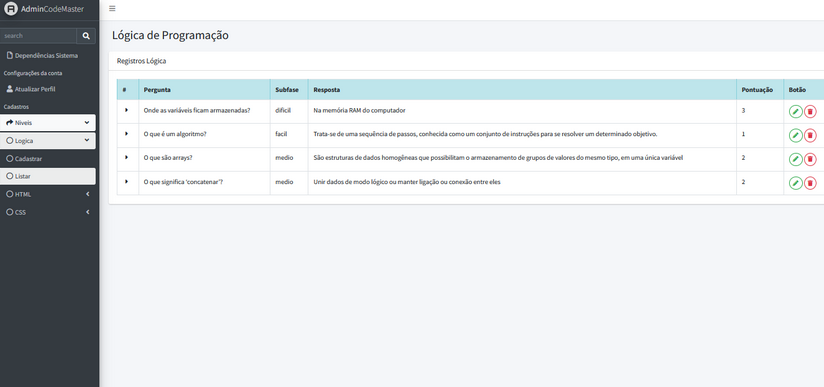 AdminCodeMaster
search
Dependências Sistema
Configurações da conta
Atualizar Perfil
Cadastros
Niveis
Logica
Cadastrar
Listar
HTML
CSS
Lógica de Programação
Registros Lógica
# Pergunta Subfase Resposta Pontuação Botão
Onde as variáveis ficam armazenadas? dificil Na memória RAM do computador 3
O que é um algoritmo? facil Trata-se de uma sequência de passos, conhecida como um conjunto de instruções para se resolver um determinado objetivo. 1
O que são arrays? medio São estruturas de dados homogêneas que possibilitam o armazenamento de grupos de valores do mesmo tipo, em uma única variável 2
O que significa 'concatenar'? medio Unir dados de modo lógico ou manter ligação ou conexão entre eles 2